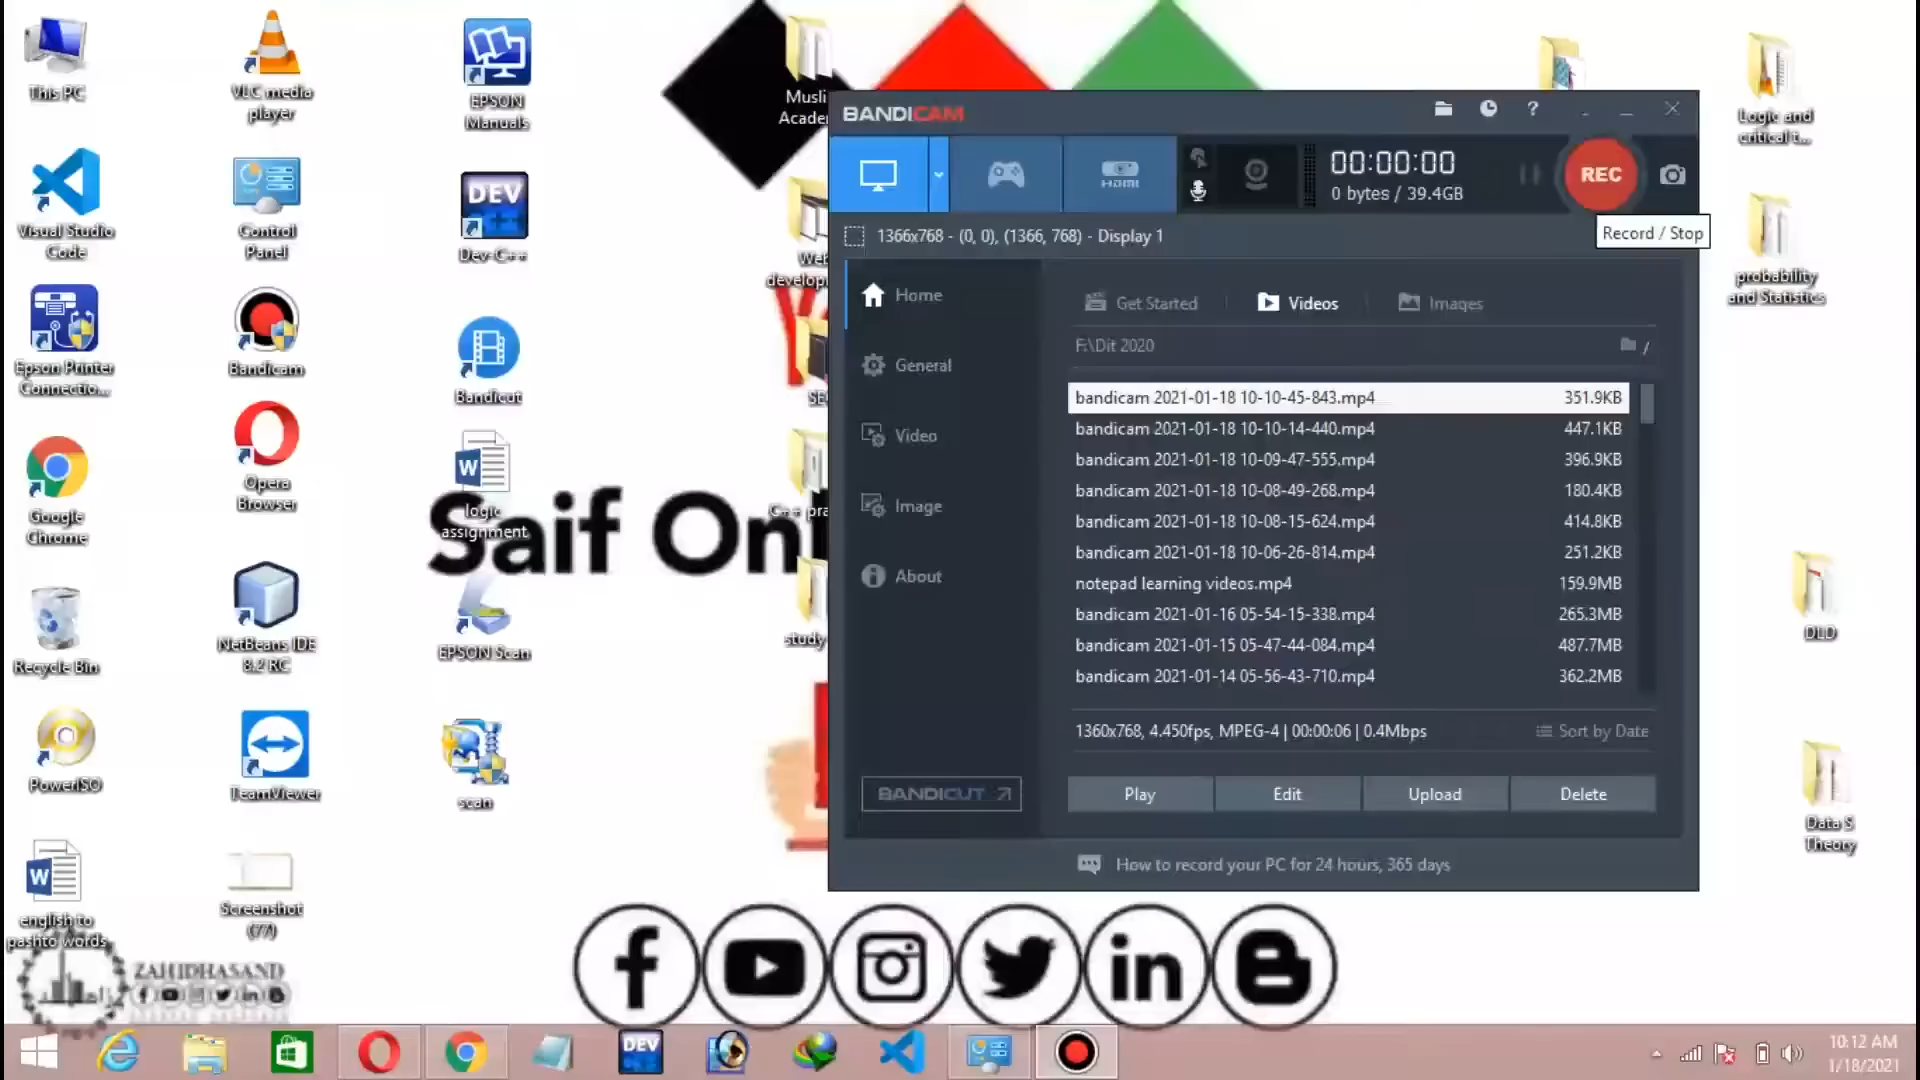 This PC
VLC media
player
EPSON
Manuals
Visual Studio
Code
Control
Panel
DEV
C++
Dev-C++
Epson Printer
Connectio...
Bandicam
Bandicut
Google
Chrome
Opera
Browser
logic
assignment
Recycle Bin
NetBeans IDE
8.2 RC
EPSON Scan
PowerISO
TeamViewer
scan
english to
pashto words
Screenshot
(77)
ZAHIDHASAND
Saif Onl
Musli
Acade
Web
develop
SE
C++ pra
study
BANDICAM
HDMI
00:00:00
0 bytes / 39.4GB
REC
Record / Stop
1366x768 - (0, 0), (1366, 768) - Display 1
Home
General
Video
Image
About
BANDICUT
Get Started
Videos
Images
F:\Dit 2020
bandicam 2021-01-18 10-10-45-843.mp4 351.9KB
bandicam 2021-01-18 10-10-14-440.mp4 447.1KB
bandicam 2021-01-18 10-09-47-555.mp4 396.9KB
bandicam 2021-01-18 10-08-49-268.mp4 180.4KB
bandicam 2021-01-18 10-08-15-624.mp4 414.8KB
bandicam 2021-01-18 10-06-26-814.mp4 251.2KB
notepad learning videos.mp4 159.9MB
bandicam 2021-01-16 05-54-15-338.mp4 265.3MB
bandicam 2021-01-15 05-47-44-084.mp4 487.7MB
bandicam 2021-01-14 05-56-43-710.mp4 362.2MB
1360x768, 4.450fps, MPEG-4 | 00:00:06 | 0.4Mbps
Sort by Date
Play
Edit
Upload
Delete
How to record your PC for 24 hours, 365 days
Logic and
critical t...
probability
and Statistics
DLD
Data S
Theory
DEV
10:12 AM
1/18/2021